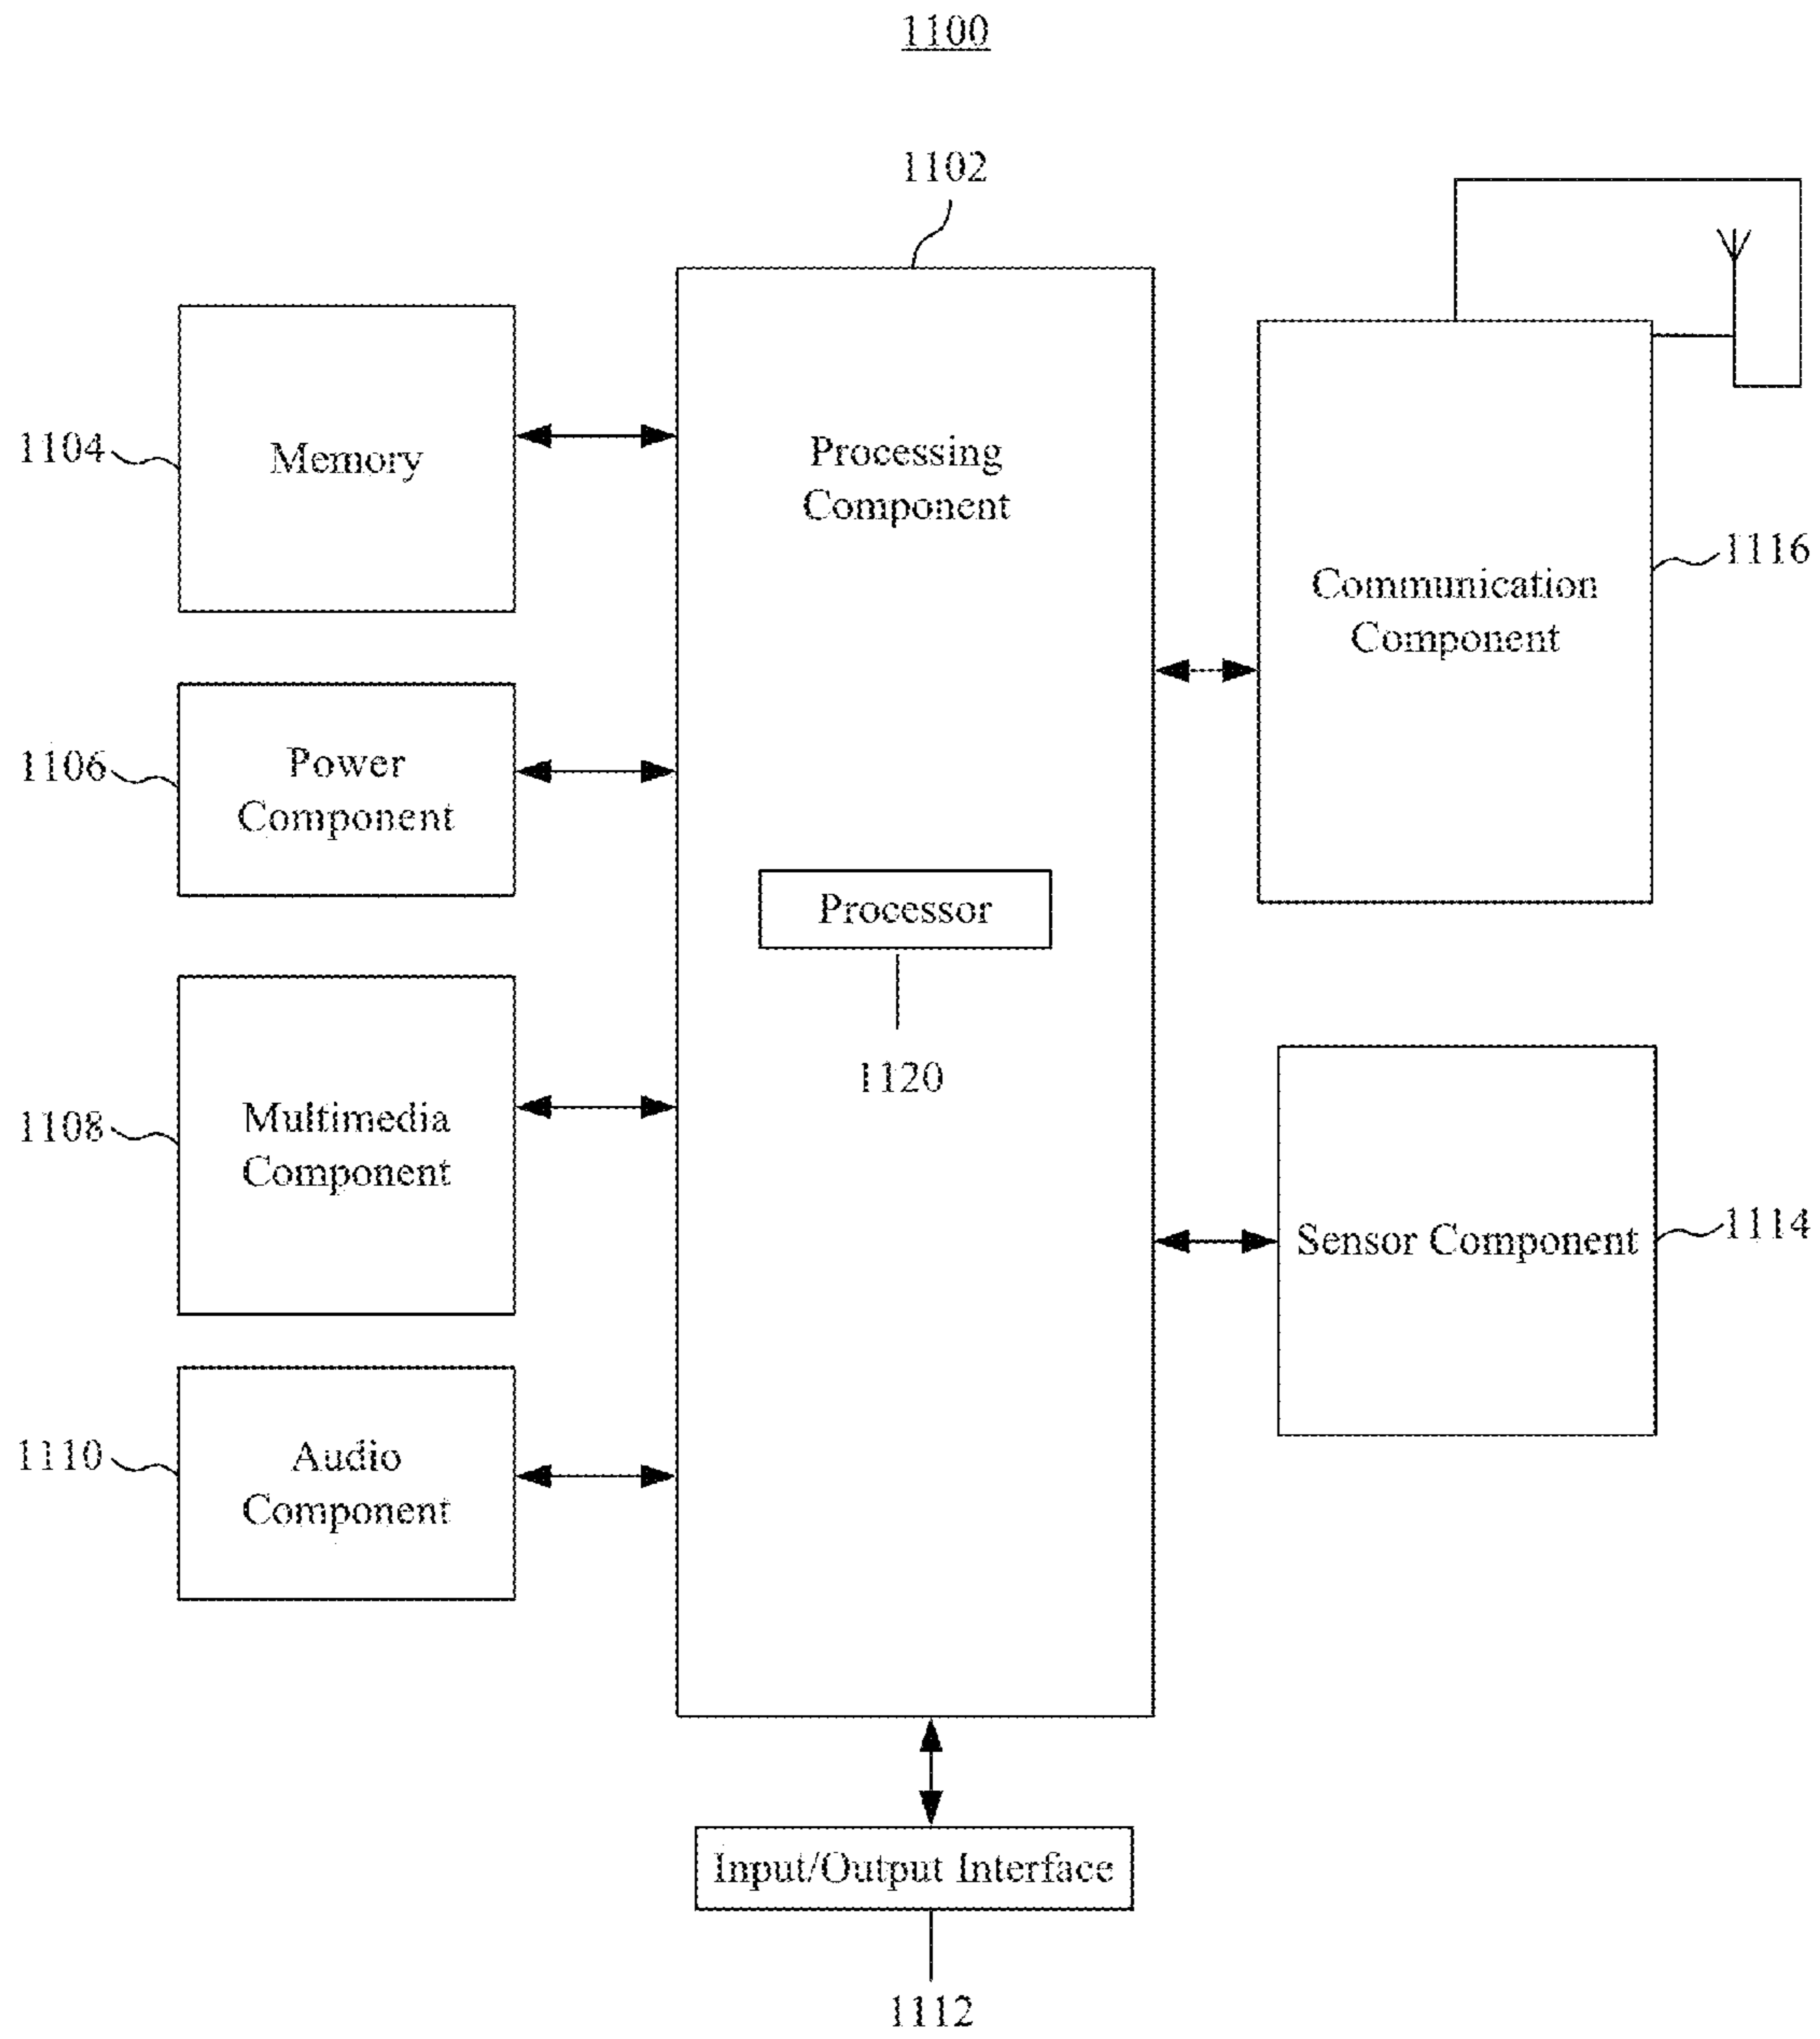 1100
1102
1104
Memory
Processing
Component
Communication
Component
1116
1106
Power
Component
Processor
1120
1108
Multimedia
Component
Sensor Component
1114
1110
Audio
Component
Input/Output Interface
1112